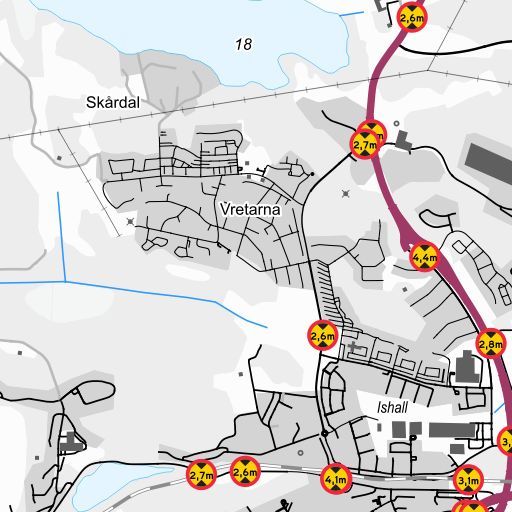 2,6m
18
Skårdal
2,7m
Vretarna
4,4m
2,6m
2,8m
Ishall
2,7m
2,6m
4,1m
3,1m